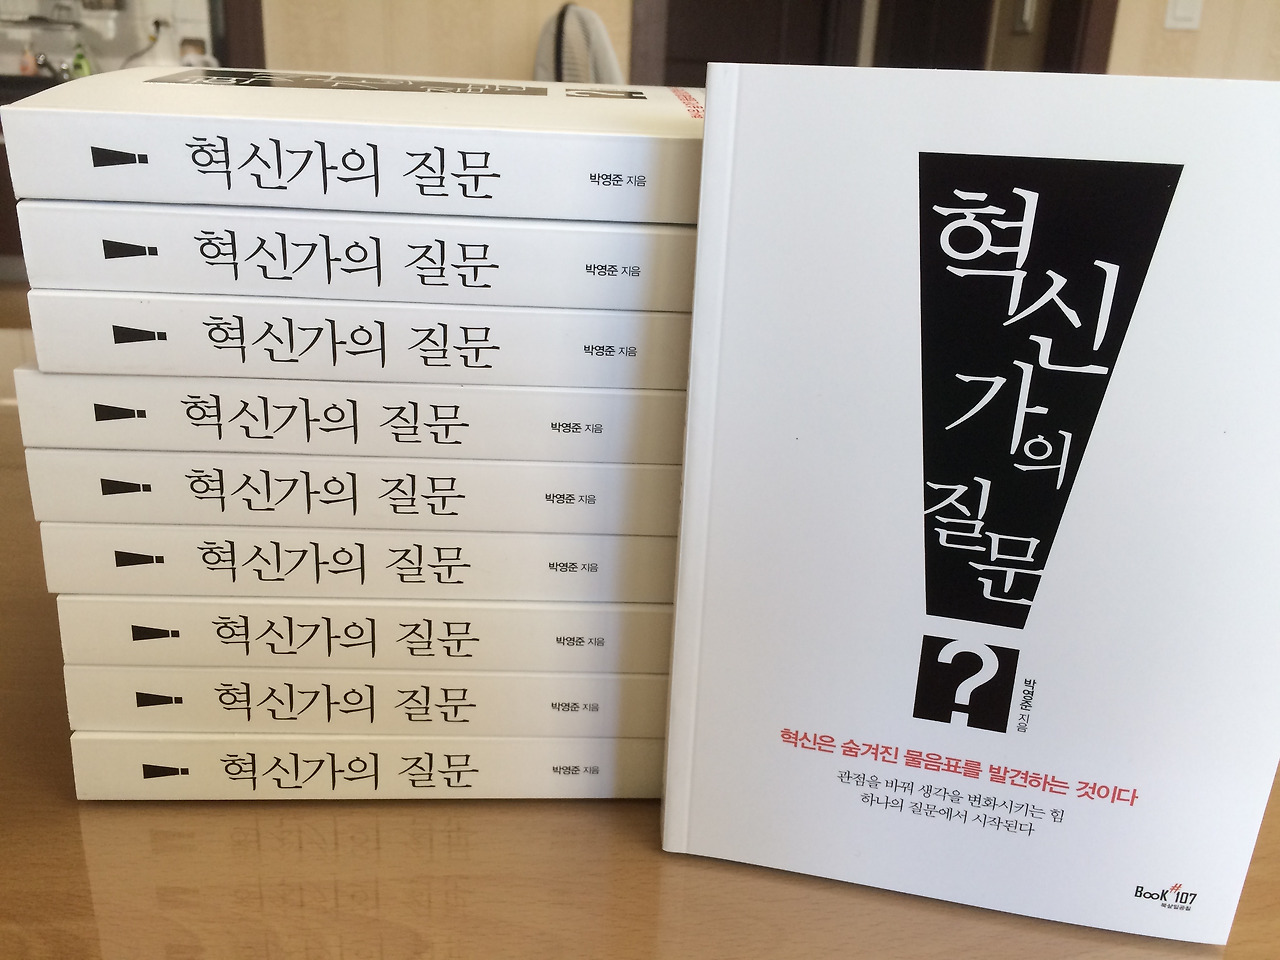 혁신가의 질문 박영준 지음
혁신가의 질문 박영준 지음
혁신가의 질문 박영준 지음
혁신가의 질문 박영준 지음
혁신가의 질문 박영준 지음
혁신가의 질문 박영준 지음
혁신가의 질문 박영준 지음
혁신가의 질문 박영준 지음
혁신가의 질문 박영준 지음
혁신가의
질문
?
박영준 지음
혁신은 숨겨진 물음표를 발견하는 것이다
관점을 바꿔 생각을 변화시키는 힘
하나의 질문에서 시작된다
BooK#107
북샵일공칠